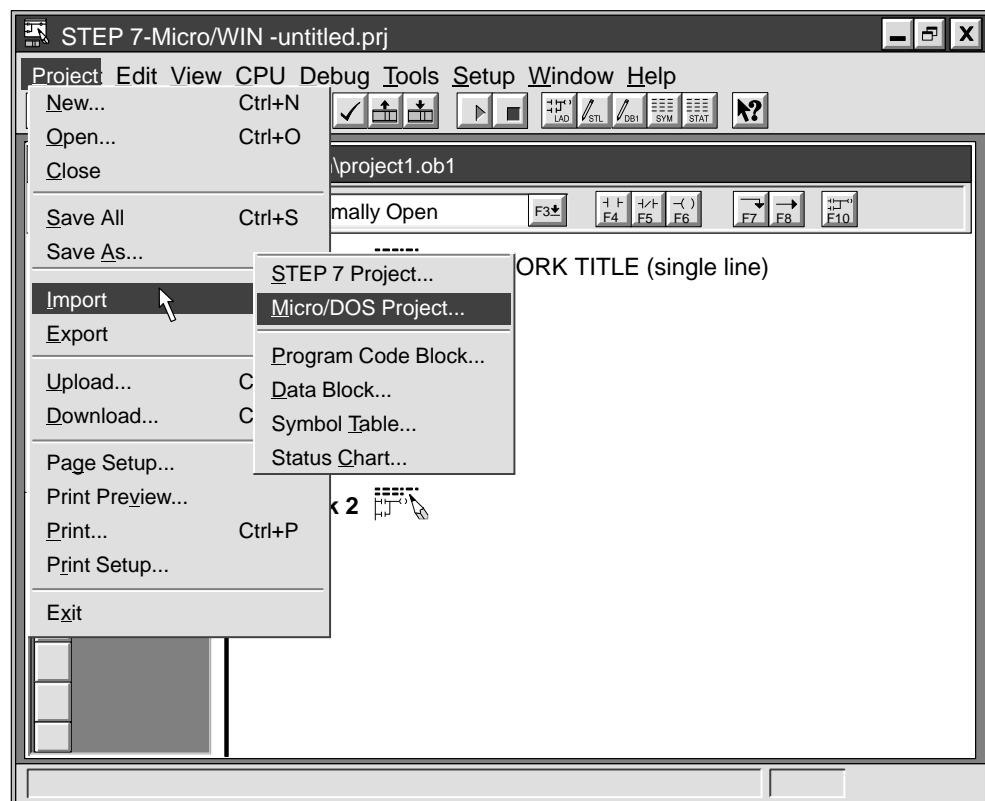 STEP 7-Micro/WIN -untitled.prj
Project Edit View CPU Debug Tools Setup Window Help
New... Ctrl+N
LAD STL DB1 SYM STAT
Open... Ctrl+O
Close
\project1.ob1
Save All Ctrl+S
mally Open F3 F4 F5 F6 F7 F8 F10
Save As...
ORK TITLE (single line)
STEP 7 Project...
Import
Micro/DOS Project...
Export
Program Code Block...
Upload... C
Data Block...
Download... C
Symbol Table...
Page Setup...
Status Chart...
Print Preview...
k 2
Print... Ctrl+P
Print Setup...
Exit